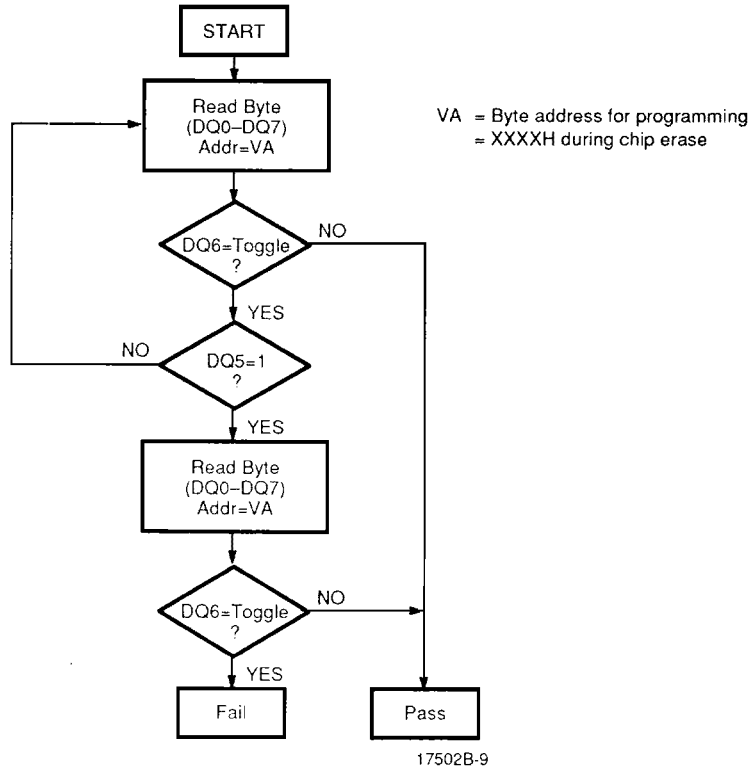 START
Read Byte
(DQ0–DQ7)
Addr=VA
VA = Byte address for programming
= XXXXH during chip erase
DQ6=Toggle
?
NO
YES
DQ5=1
?
NO
YES
Read Byte
(DQ0–DQ7)
Addr=VA
DQ6=Toggle
?
NO
YES
Fail
Pass
17502B-9